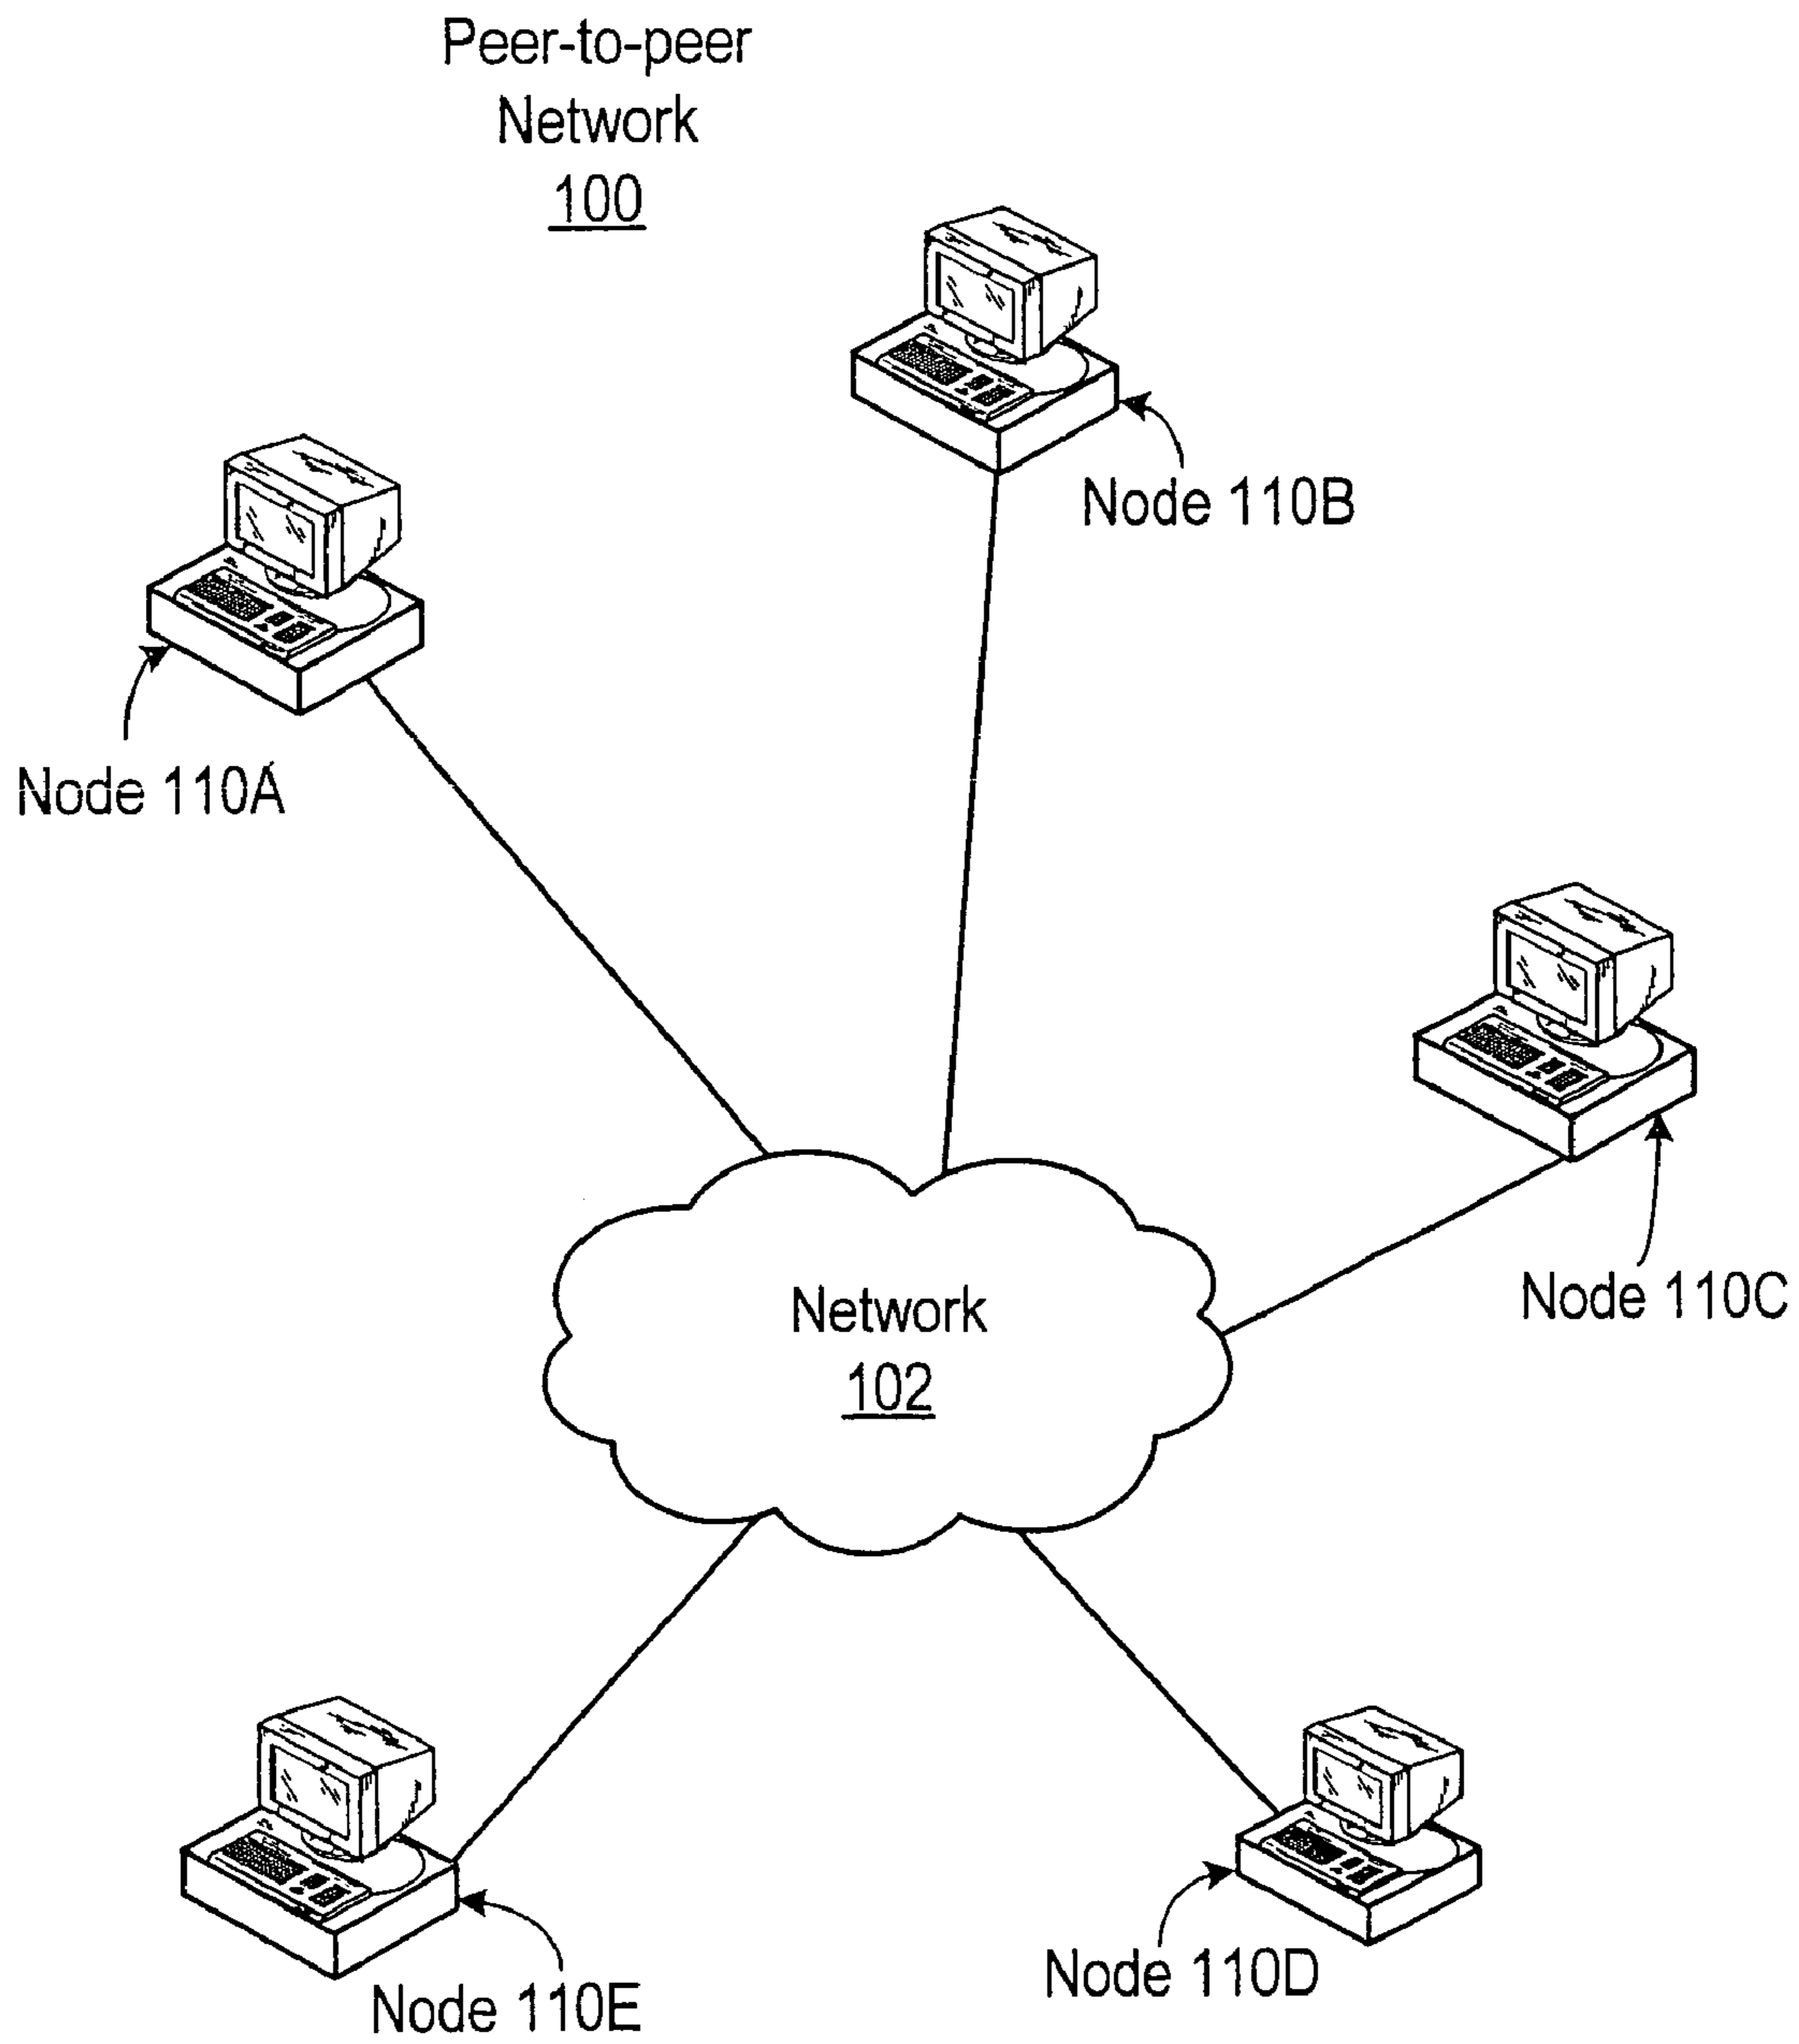 Peer-to-peer
Network
100
Node 110B
Node 110A
Node 110C
Network
102
Node 110D
Node 110E